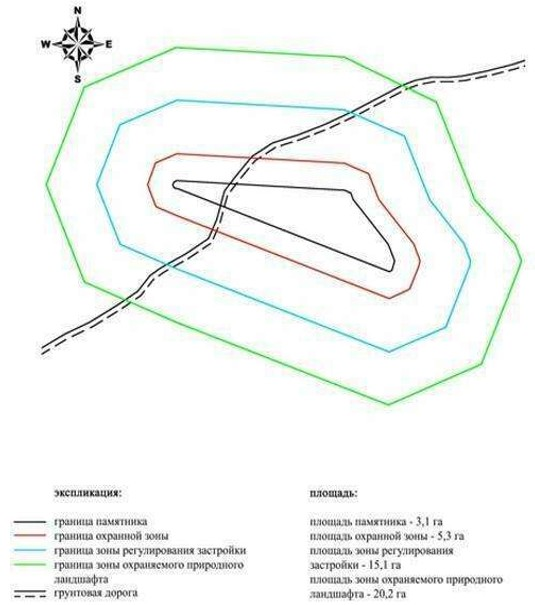 N
W E
S
экспликация:
граница памятника
граница охранной зоны
граница зоны регулирования застройки
граница зоны охраняемого природного
ландшафта
грунтовая дорога
площадь:
площадь памятника - 3,1 га
площадь охранной зоны - 5,3 га
площадь зоны регулирования
застройки - 15,1 га
площадь зоны охраняемого природного
ландшафта - 20,2 га